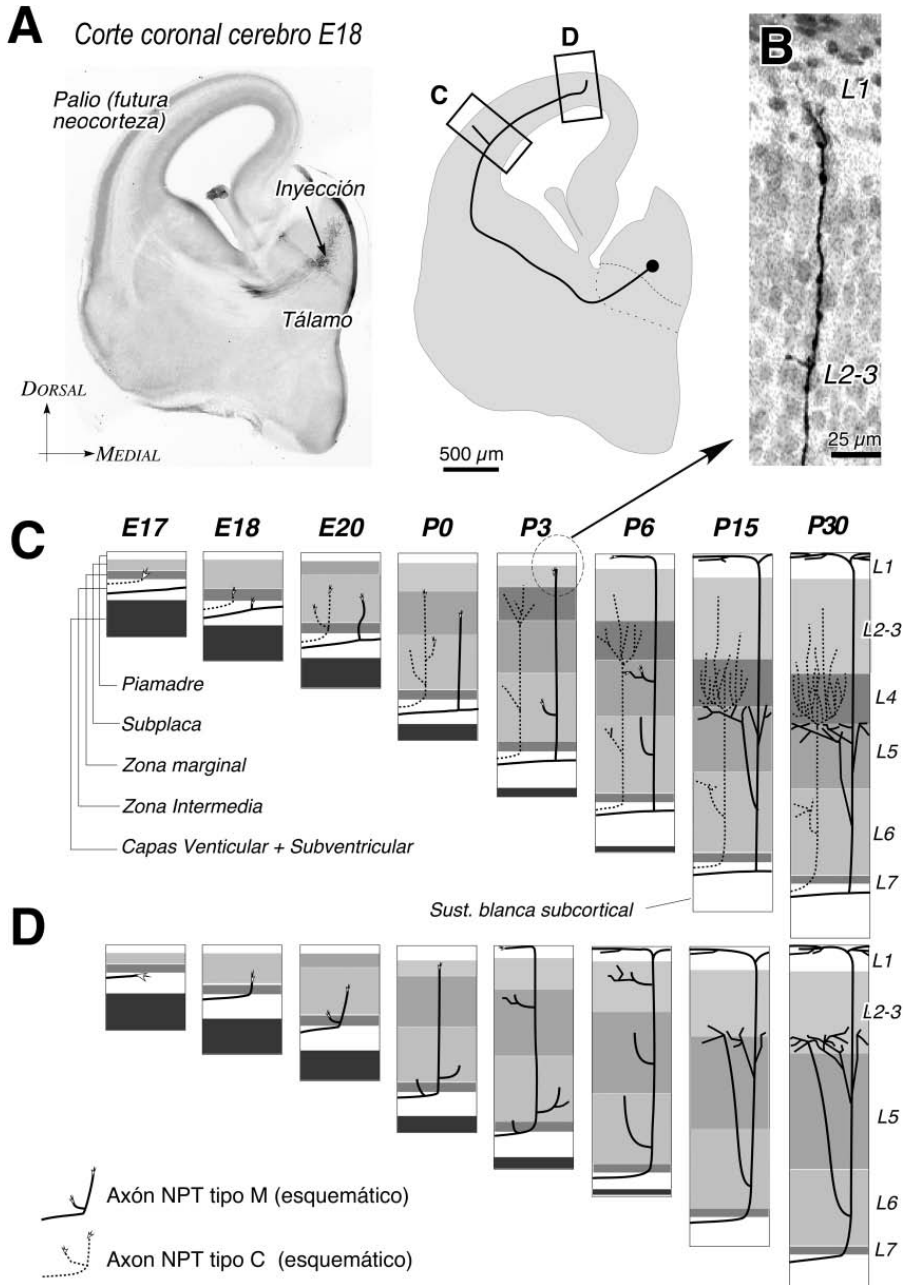 A
Corte coronal cerebro E18
Palio (futura
neocorteza)
Inyección
Tálamo
DORSAL
MEDIAL
C
D
500 µm
B
L1
L2-3
25 µm
C
E17 E18 E20 P0 P3 P6 P15 P30
L1
L2-3
L4
L5
L6
L7
Piamadre
Subplaca
Zona marginal
Zona Intermedia
Capas Venticular + Subventricular
Sust. blanca subcortical
D
L1
L2-3
L5
L6
L7
Axón NPT tipo M (esquemático)
Axon NPT tipo C (esquemático)